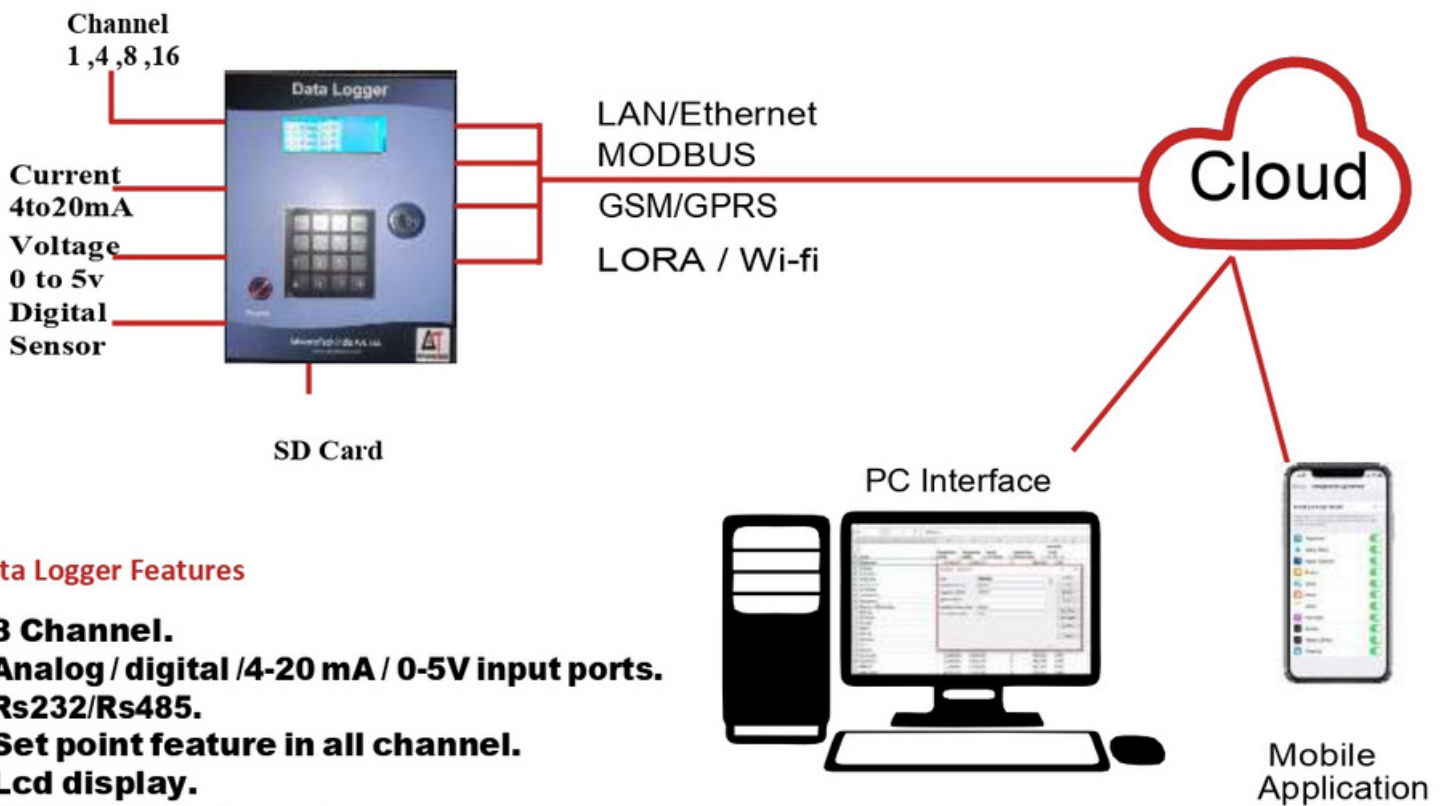 Channel
1 ,4 ,8 ,16
Data Logger
Current
4to20mA
Voltage
0 to 5v
Digital
Sensor
SD Card
LAN/Ethernet
MODBUS
GSM/GPRS
LORA / Wi-fi
Cloud
PC Interface
Mobile
Application
ta Logger Features
8 Channel.
Analog / digital /4-20 mA / 0-5V input ports.
Rs232/Rs485.
Set point feature in all channel.
Lcd display.